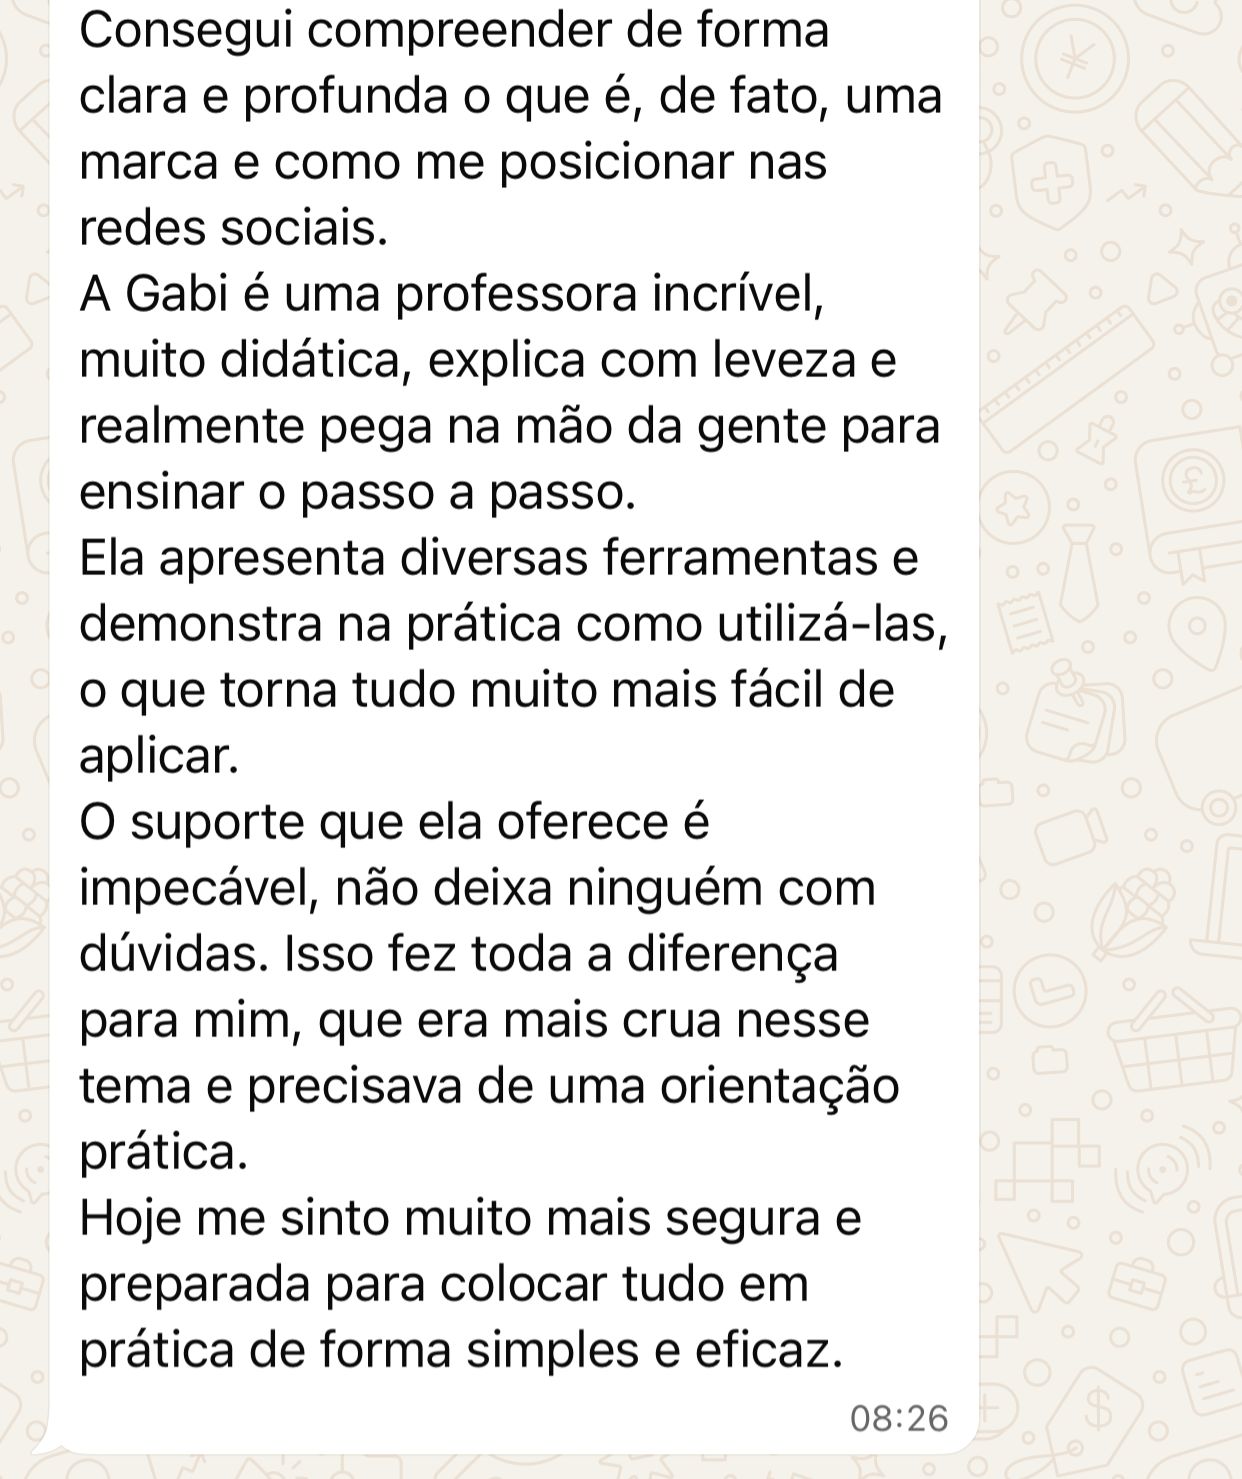 Consegui compreender de forma
clara e profunda o que é, de fato, uma
marca e como me posicionar nas
redes sociais.
A Gabi é uma professora incrível,
muito didática, explica com leveza e
realmente pega na mão da gente para
ensinar o passo a passo.
Ela apresenta diversas ferramentas e
demonstra na prática como utilizá-las,
o que torna tudo muito mais fácil de
aplicar.
O suporte que ela oferece é
impecável, não deixa ninguém com
dúvidas. Isso fez toda a diferença
para mim, que era mais crua nesse
tema e precisava de uma orientação
prática.
Hoje me sinto muito mais segura e
preparada para colocar tudo em
prática de forma simples e eficaz.
08:26